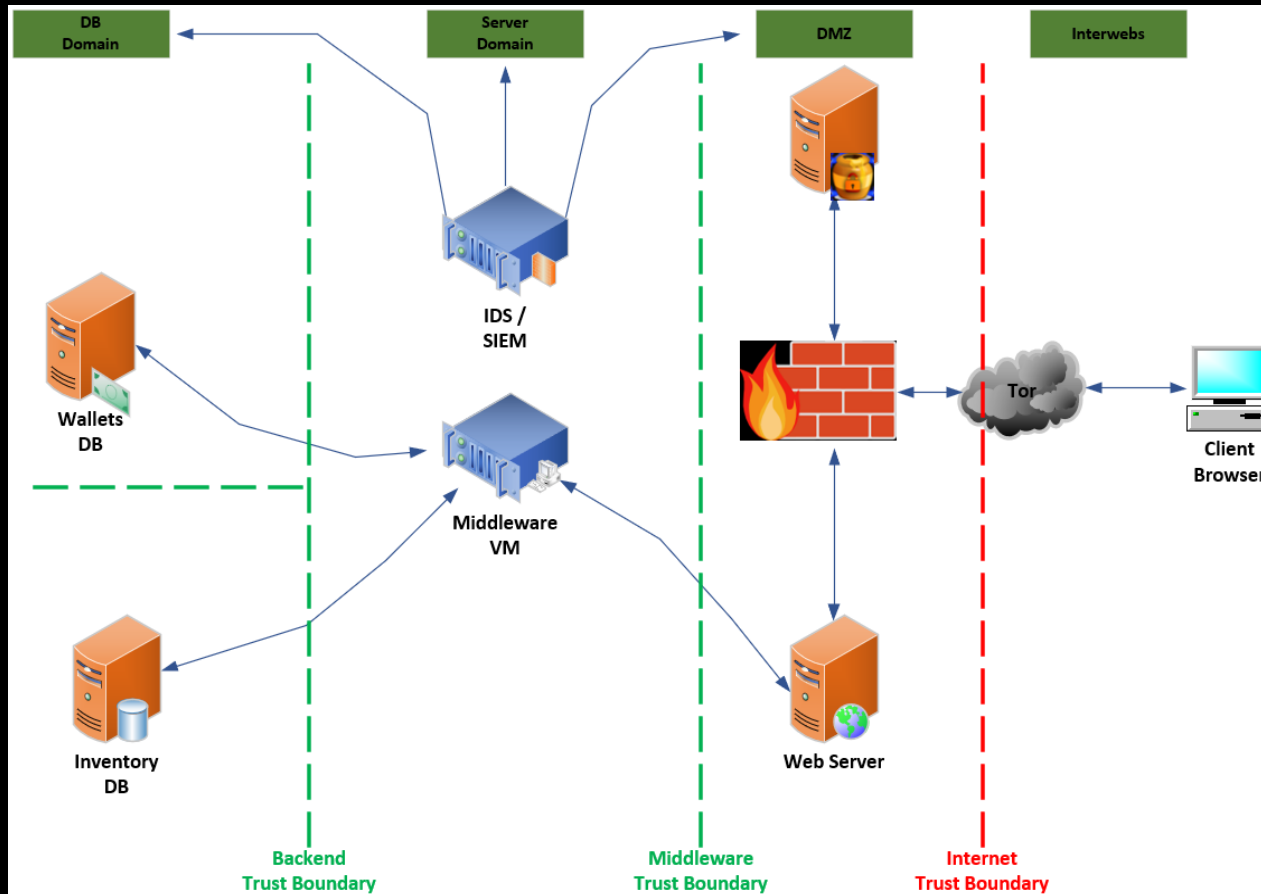 DB
Domain
Server
Domain
DMZ
Interwebs
IDS /
SIEM
Wallets
DB
Tor
Client
Browser
Middleware
VM
Inventory
DB
Web Server
Backend
Trust Boundary
Middleware
Trust Boundary
Internet
Trust Boundary